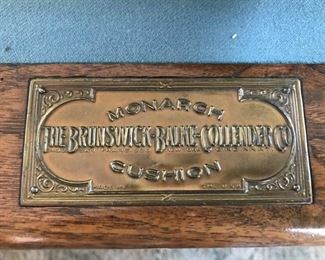 MONARCH
THE BRUNSWICK-BALKE-COLLENDER CO
CUSHION